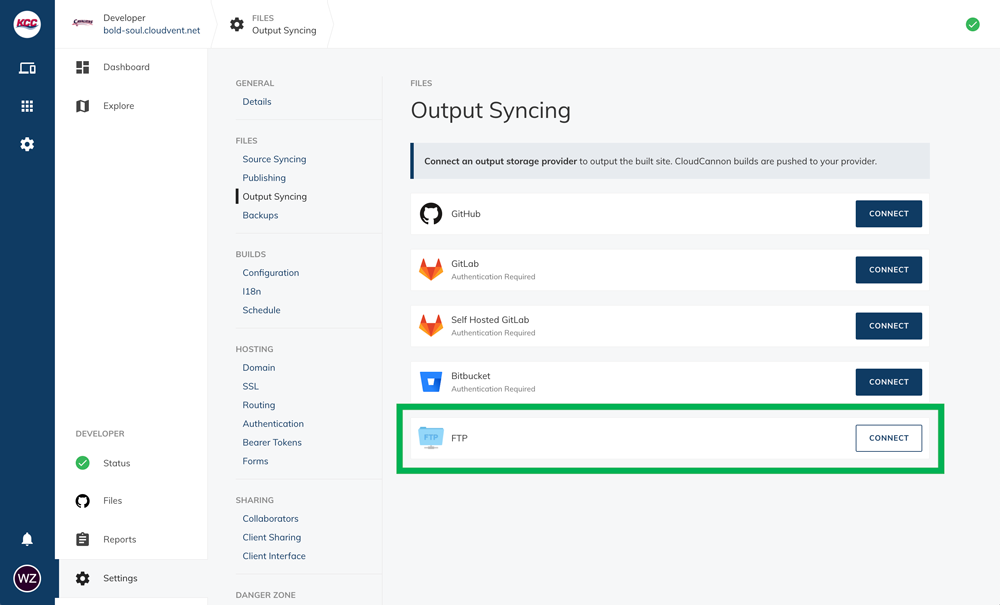 KCC
Developer
bold-soul.cloudvent.net
FILES
Output Syncing
Dashboard
Explore
DEVELOPER
Status
Files
Reports
Settings
WZ
GENERAL
Details
FILES
Source Syncing
Publishing
Output Syncing
Backups
BUILDS
Configuration
I18n
Schedule
HOSTING
Domain
SSL
Routing
Authentication
Bearer Tokens
Forms
SHARING
Collaborators
Client Sharing
Client Interface
DANGER ZONE
FILES
Output Syncing
Connect an output storage provider to output the built site. CloudCannon builds are pushed to your provider.
GitHub
CONNECT
GitLab
Authentication Required
CONNECT
Self Hosted GitLab
Authentication Required
CONNECT
Bitbucket
Authentication Required
CONNECT
FTP
FTP
CONNECT